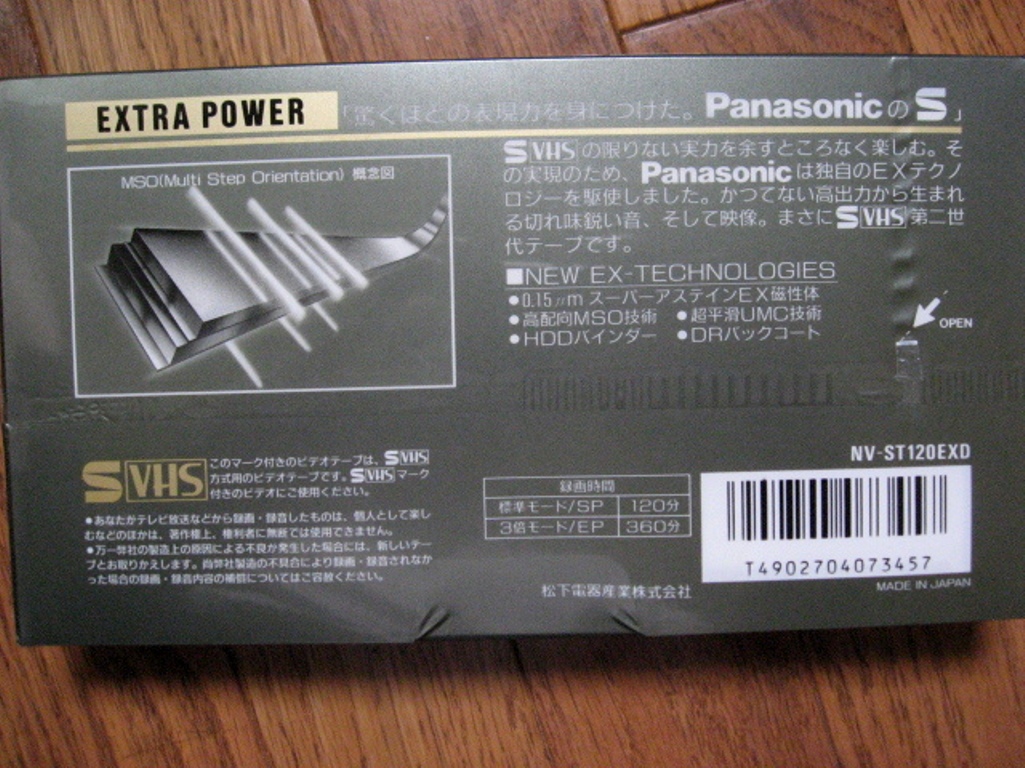 EXTRA POWER 「驚くほどの表現力を身につけた。PanasonicのS」
MSO(Multi Step Orientation) 概念図
S VHSの限りない実力を余すところなく楽しむ。そ
の実現のため、Panasonicは独自のEXテクノ
ロジーを駆使しました。かつてない高出力から生まれ
る切れ味鋭い音、そして映像。まさにS VHS第二世
代テープです。
■NEW EX-TECHNOLOGIES
●0.15μm スーパーアステインEX磁性体
●高配向MSO技術 ●超平滑UMC技術
●HDDバインダー ●DRバックコート
OPEN
S VHS
このマーク付きのビデオテープは、S VHS
方式用のビデオテープです。S VHSマーク
付きのビデオにご使用ください。
●あなたがテレビ放送などから録画・録音したものは、個人として楽し
むなどのほかは、著作権上、権利者に無断では使用できません。
●万一弊社の製造上の原因による不良が発生した場合には、新しいテー
プとお取りかえします。尚弊社製造の不具合により録画・録音されなか
った場合の録画・録音内容の補償についてはご容赦ください。
録画時間
標準モード/SP 120分
3倍モード/EP 360分
松下電器産業株式会社
NV-ST120EXD
T4902704073457
MADE IN JAPAN